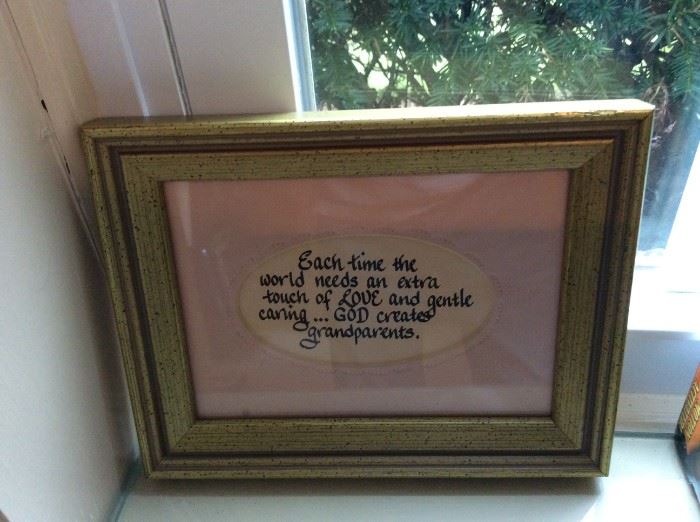 Each time the
world needs an extra
touch of LOVE and gentle
caring... GOD creates
grandparents.